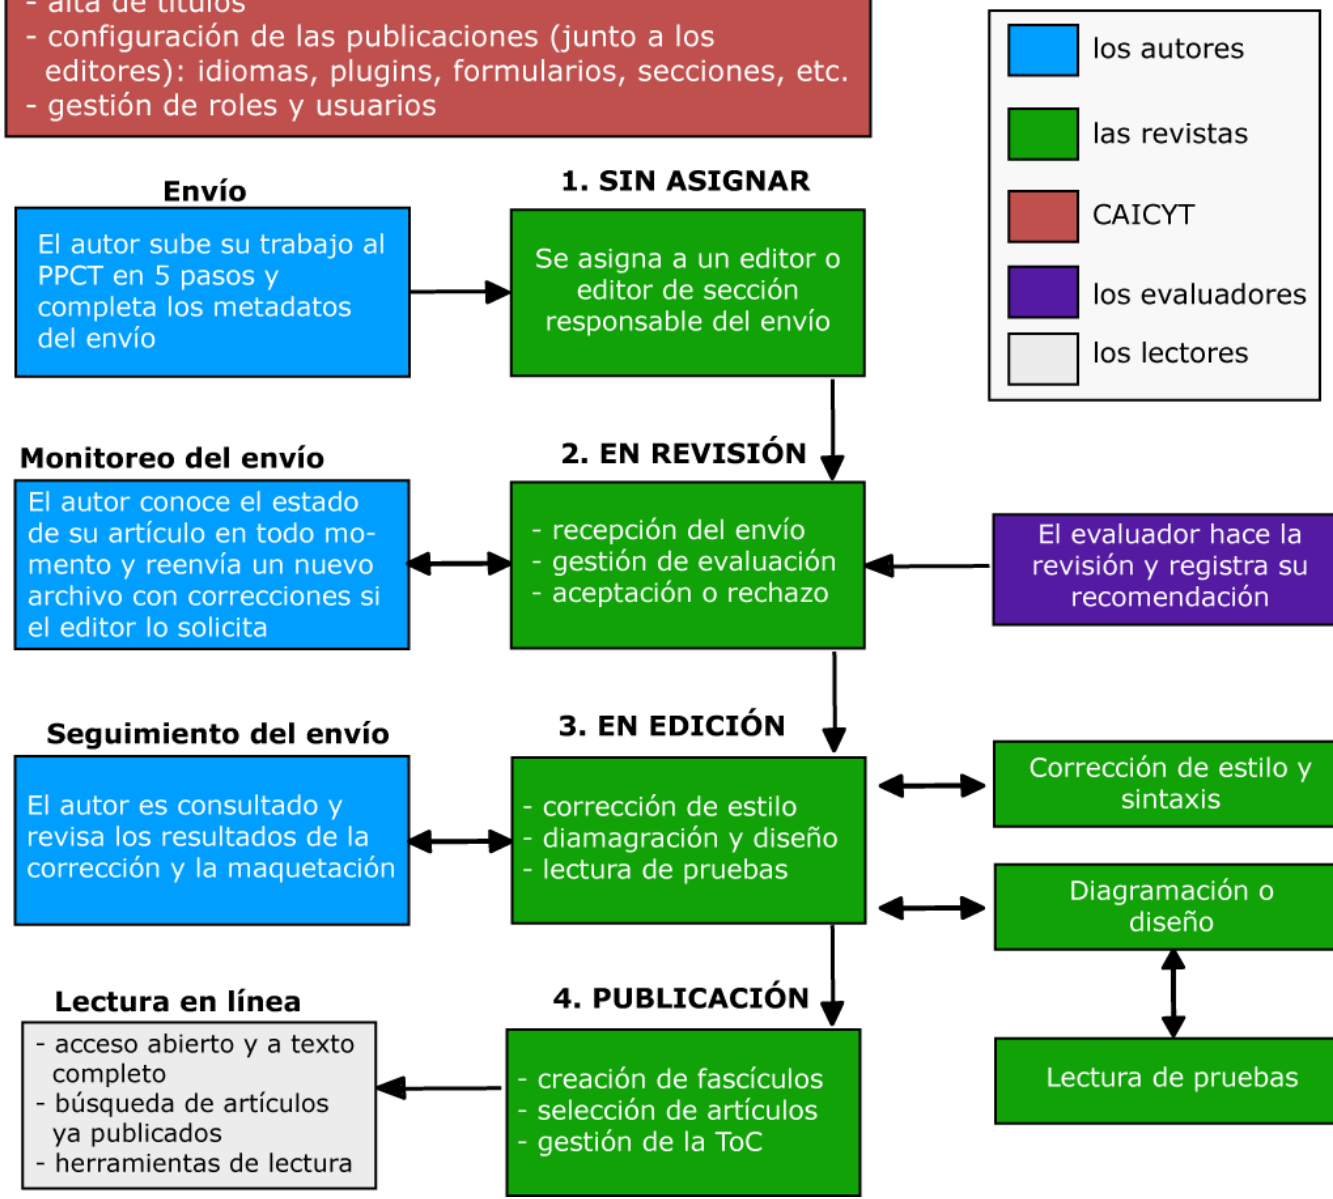 - alta de títulos
- configuración de las publicaciones (junto a los
editores): idiomas, plugins, formularios, secciones, etc.
- gestión de roles y usuarios
los autores
las revistas
CAICYT
los evaluadores
los lectores
Envío
El autor sube su trabajo al
PPCT en 5 pasos y
completa los metadatos
del envío
1. SIN ASIGNAR
Se asigna a un editor o
editor de sección
responsable del envío
Monitoreo del envío
El autor conoce el estado
de su artículo en todo mo-
mento y reenvía un nuevo
archivo con correcciones si
el editor lo solicita
2. EN REVISIÓN
- recepción del envío
- gestión de evaluación
- aceptación o rechazo
El evaluador hace la
revisión y registra su
recomendación
Seguimiento del envío
El autor es consultado y
revisa los resultados de la
corrección y la maquetación
3. EN EDICIÓN
- corrección de estilo
- diamagración y diseño
- lectura de pruebas
Corrección de estilo y
sintaxis
Diagramación o
diseño
Lectura de pruebas
Lectura en línea
- acceso abierto y a texto
completo
- búsqueda de artículos
ya publicados
- herramientas de lectura
4. PUBLICACIÓN
- creación de fascículos
- selección de artículos
- gestión de la ToC